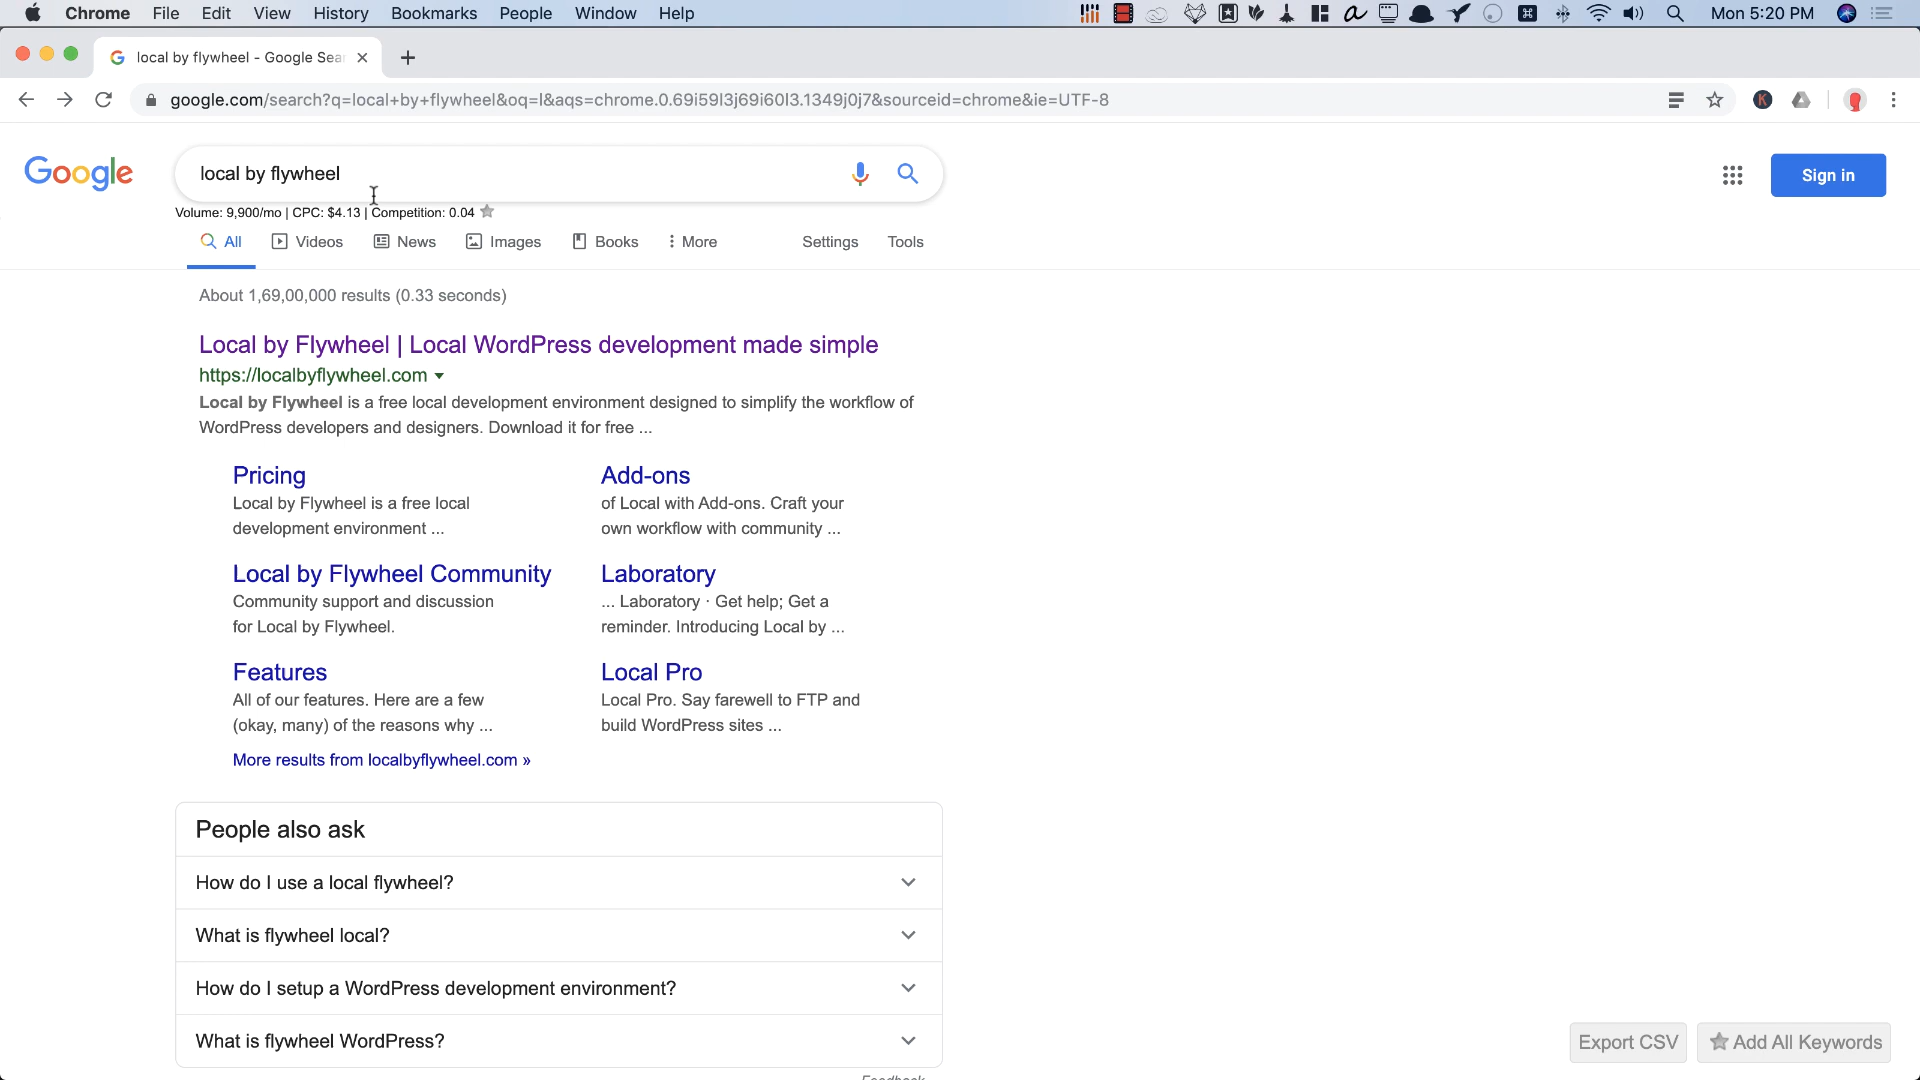 Chrome File Edit View History Bookmarks People Window Help Mon 5:20 PM
local by flywheel - Google Sear
google.com/search?q=local+by+flywheel&oq=l&aqs=chrome.0.69i59l3j69i60l3.1349j0j7&sourceid=chrome&ie=UTF-8
Google
local by flywheel
Sign in
Volume: 9,900/mo | CPC: $4.13 | Competition: 0.04
All Videos News Images Books More Settings Tools
About 1,69,00,000 results (0.33 seconds)
Local by Flywheel | Local WordPress development made simple
https://localbyflywheel.com
Local by Flywheel is a free local development environment designed to simplify the workflow of
WordPress developers and designers. Download it for free ...
Pricing
Local by Flywheel is a free local
development environment ...
Add-ons
of Local with Add-ons. Craft your
own workflow with community ...
Local by Flywheel Community
Community support and discussion
for Local by Flywheel.
Laboratory
... Laboratory · Get help; Get a
reminder. Introducing Local by ...
Features
All of our features. Here are a few
(okay, many) of the reasons why ...
Local Pro
Local Pro. Say farewell to FTP and
build WordPress sites ...
More results from localbyflywheel.com »
People also ask
How do I use a local flywheel?
What is flywheel local?
How do I setup a WordPress development environment?
What is flywheel WordPress?
Feedback
Export CSV
Add All Keywords